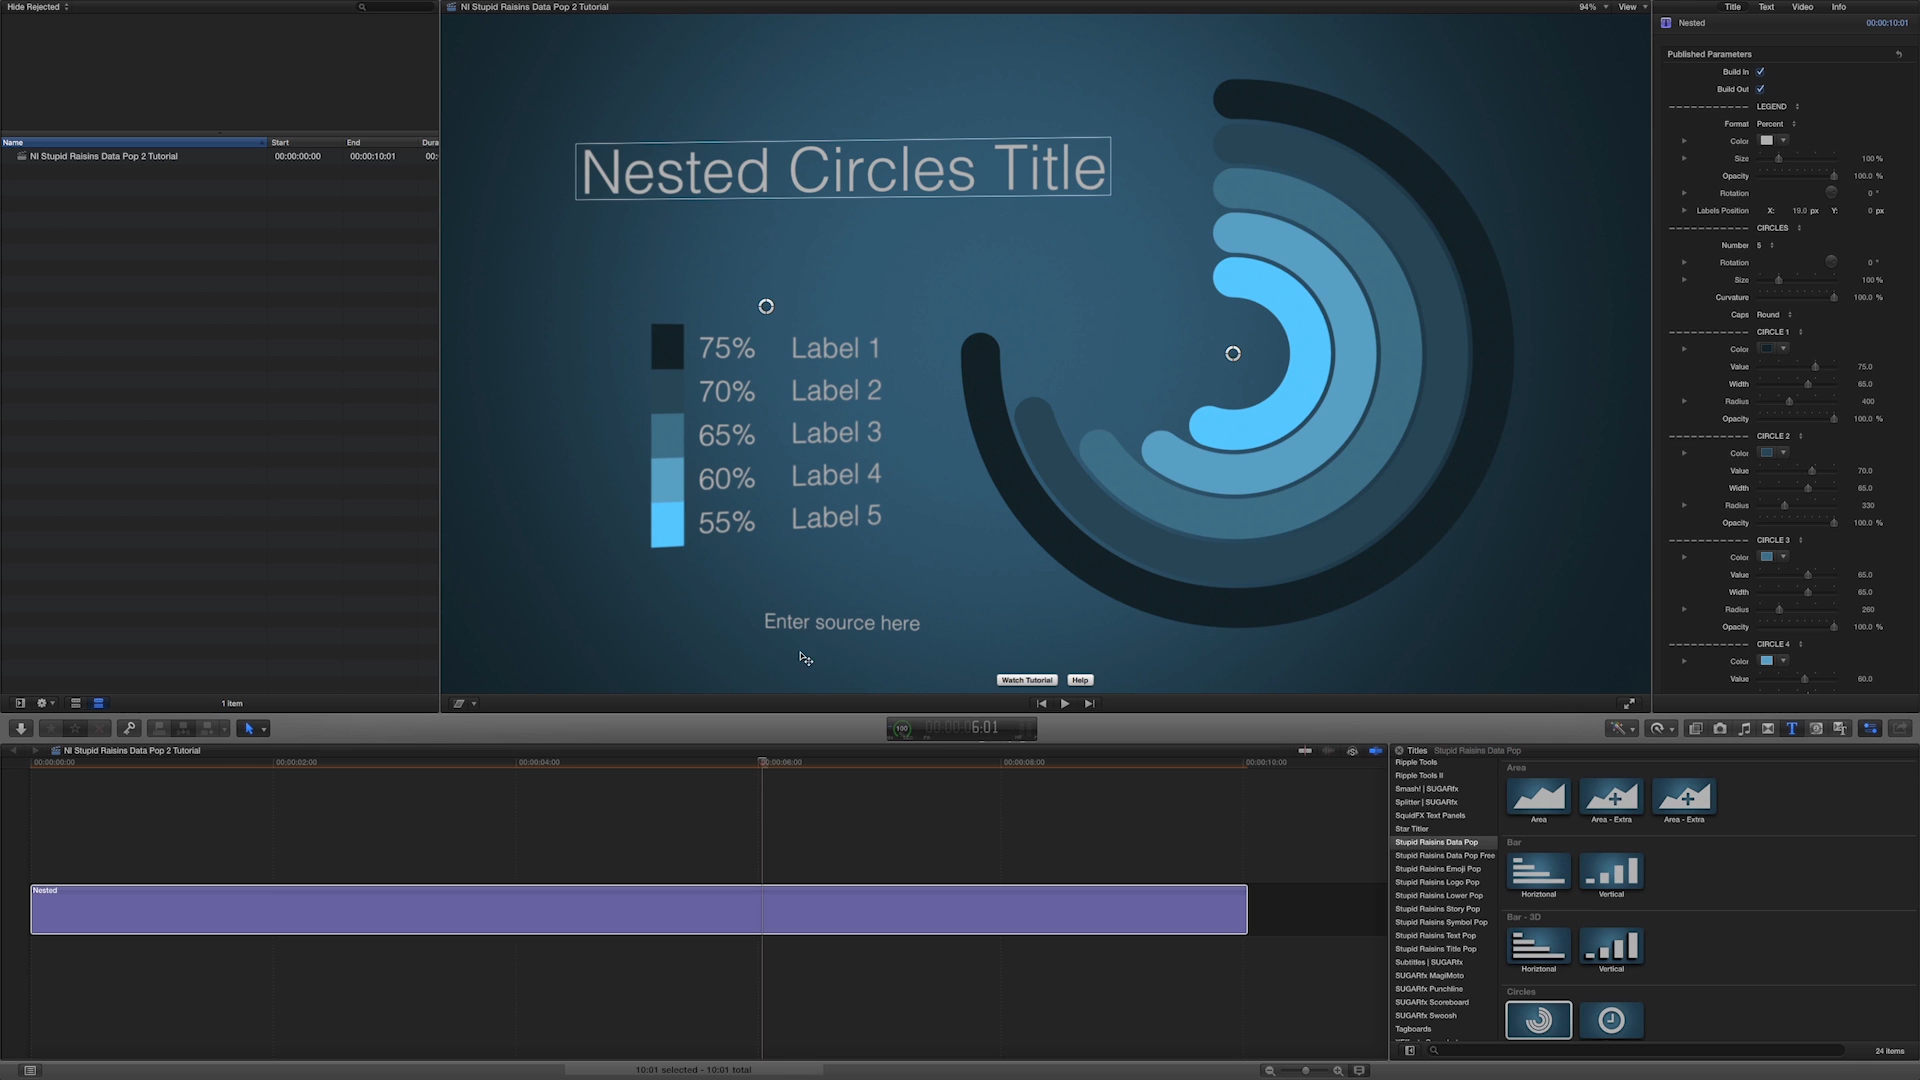 Hide Rejected
NI Stupid Raisins Data Pop 2 Tutorial
94%
View
Title
Text
Video
Info
Nested
00:00:10:01
Name
Start
End
Dura
NI Stupid Raisins Data Pop 2 Tutorial
00:00:00:00
00:00:10:01
00:
Nested Circles Title
75% Label 1
70% Label 2
65% Label 3
60% Label 4
55% Label 5
Enter source here
Watch Tutorial
Help
Published Parameters
Build In
Build Out
LEGEND
Format Percent
Color
Size 100 %
Opacity 100.0 %
Rotation 0 °
Labels Position X: 19.0 px Y: 0 px
CIRCLES
Number 5
Rotation 0 °
Size 100 %
Curvature 100.0 %
Caps Round
CIRCLE 1
Color
Value 75.0
Width 65.0
Radius 400
Opacity 100.0 %
CIRCLE 2
Color
Value 70.0
Width 65.0
Radius 330
Opacity 100.0 %
CIRCLE 3
Color
Value 65.0
Width 65.0
Radius 260
Opacity 100.0 %
CIRCLE 4
Color
Value 60.0
1 item
100
6:01
NI Stupid Raisins Data Pop 2 Tutorial
00:00:00:00
00:00:02:00
00:00:04:00
00:00:06:00
00:00:08:00
00:00:10:00
Nested
Titles Stupid Raisins Data Pop
Ripple Tools
Ripple Tools II
Smash! | SUGARfx
Splitter | SUGARfx
SquidFX Text Panels
Star Titler
Stupid Raisins Data Pop
Stupid Raisins Data Pop Free
Stupid Raisins Emoji Pop
Stupid Raisins Logo Pop
Stupid Raisins Lower Pop
Stupid Raisins Story Pop
Stupid Raisins Symbol Pop
Stupid Raisins Text Pop
Stupid Raisins Title Pop
Subtitles | SUGARfx
SUGARfx MagiMoto
SUGARfx Punchline
SUGARfx Scoreboard
SUGARfx Swoosh
Tagboards
Area
Area
Area - Extra
Area - Extra
Bar
Horiztonal
Vertical
Bar - 3D
Horiztonal
Vertical
Circles
24 items
10:01 selected - 10:01 total